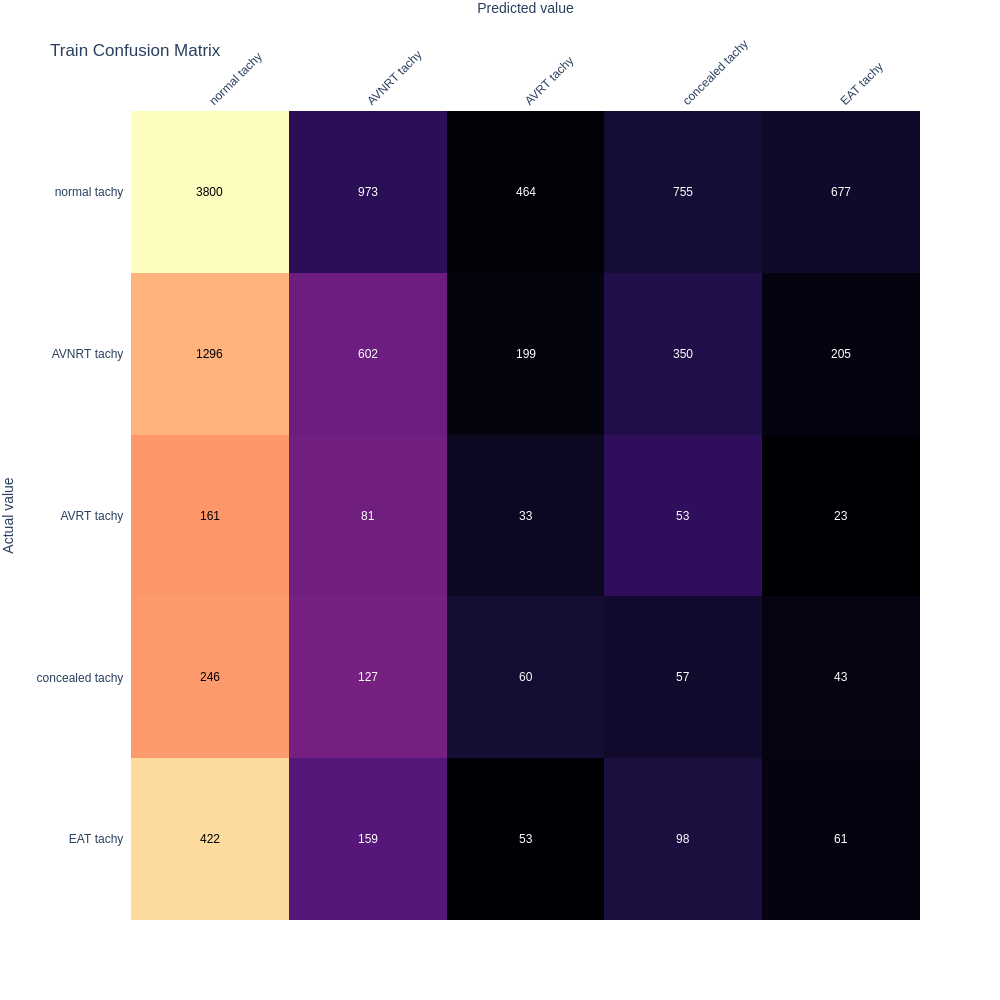 Predicted value
Train Confusion Matrix
normal tachy
AVNRT tachy
AVRT tachy
concealed tachy
EAT tachy
Actual value
normal tachy 3800 973 464 755 677
AVNRT tachy 1296 602 199 350 205
AVRT tachy 161 81 33 53 23
concealed tachy 246 127 60 57 43
EAT tachy 422 159 53 98 61